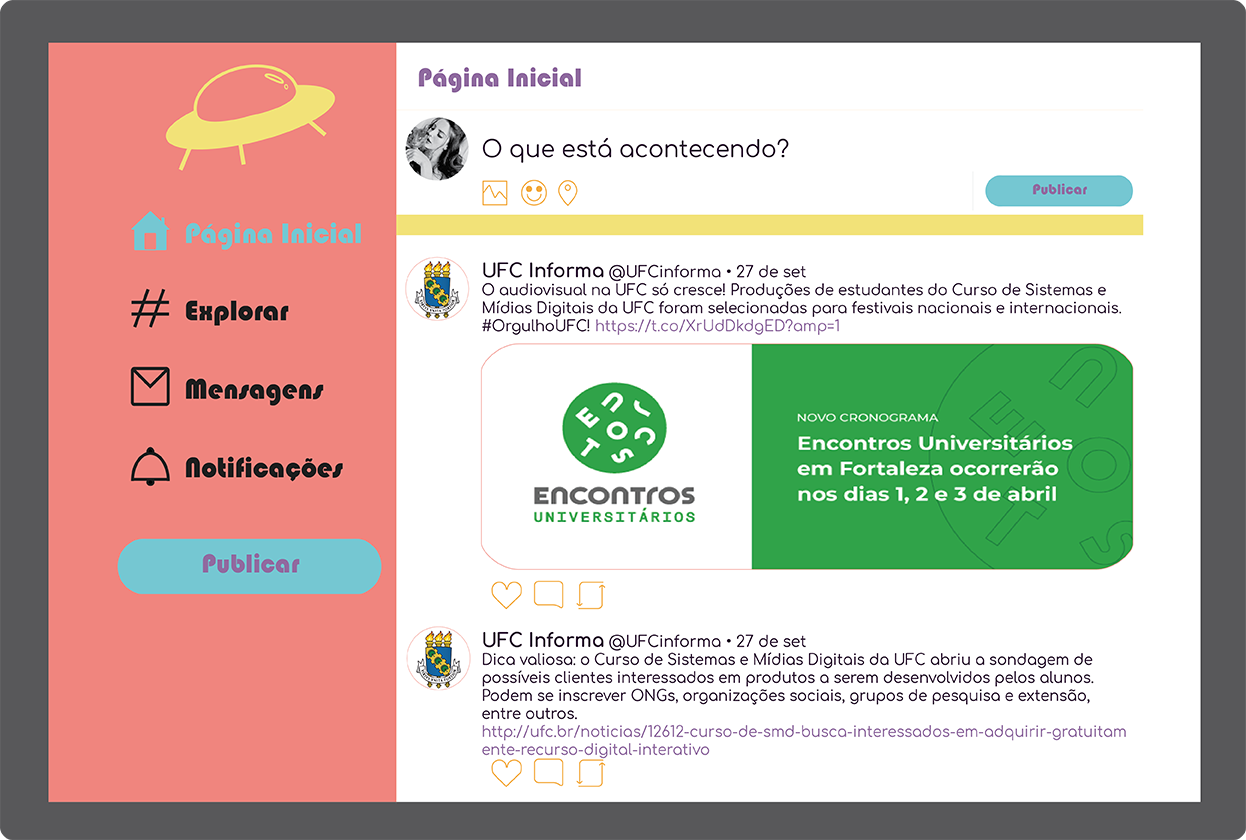 Página Inicial
Explorar
Mensagens
Notificações
Publicar
Página Inicial
O que está acontecendo?
Publicar
UFC Informa @UFCinforma • 27 de set
O audiovisual na UFC só cresce! Produções de estudantes do Curso de Sistemas e
Mídias Digitais da UFC foram selecionadas para festivais nacionais e internacionais.
#OrgulhoUFC! https://t.co/XrUdDkdgED?amp=1
ENCONTROS
ENCONTROS
UNIVERSITÁRIOS
NOVO CRONOGRAMA
Encontros Universitários
em Fortaleza ocorrerão
nos dias 1, 2 e 3 de abril
UFC Informa @UFCinforma • 27 de set
Dica valiosa: o Curso de Sistemas e Mídias Digitais da UFC abriu a sondagem de
possíveis clientes interessados em produtos a serem desenvolvidos pelos alunos.
Podem se inscrever ONGs, organizações sociais, grupos de pesquisa e extensão,
entre outros.
http://ufc.br/noticias/12612-curso-de-smd-busca-interessados-em-adquirir-gratuitam
ente-recurso-digital-interativo